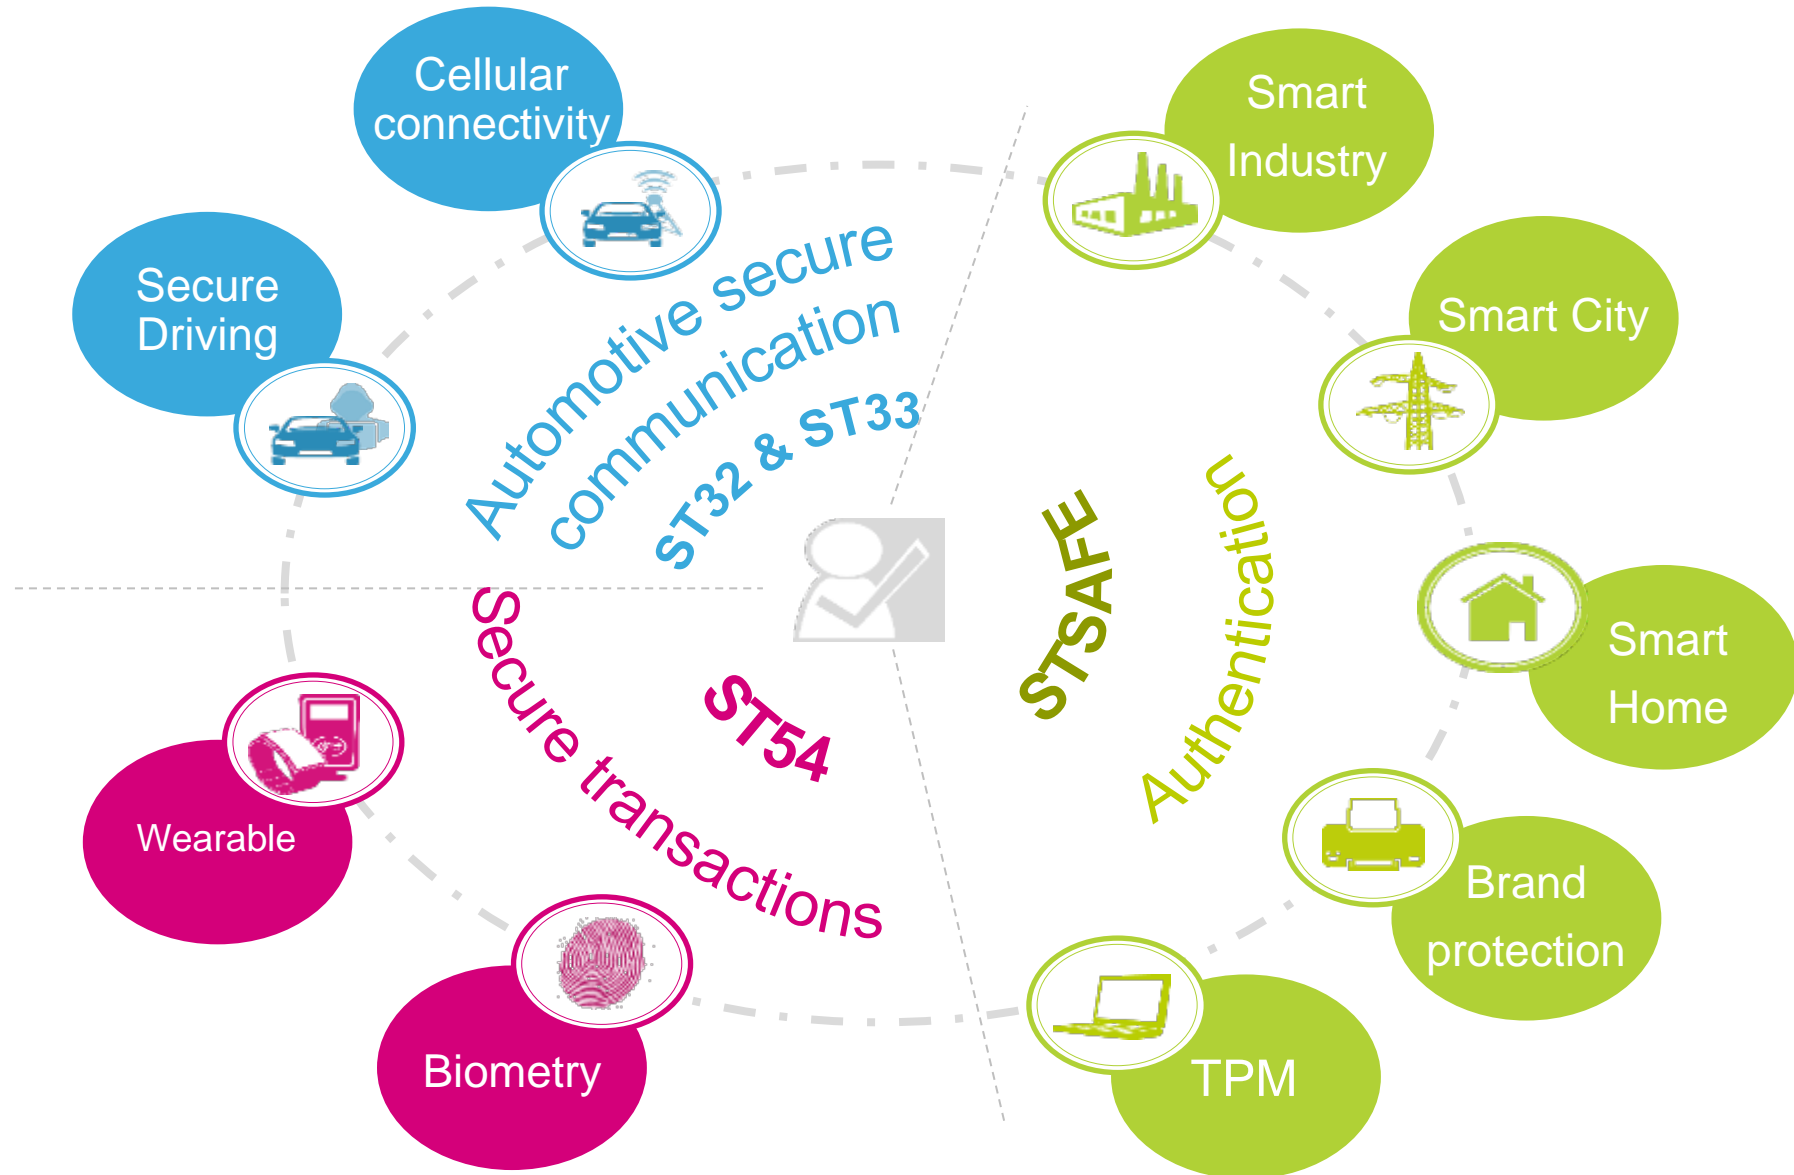 Cellular
connectivity
Smart
Industry
Secure
Driving
Smart City
Automotive secure
communication
ST32 & ST33
STSAFE
Authentication
Smart
Home
Secure transactions
ST54
Wearable
Brand
protection
Biometry
TPM